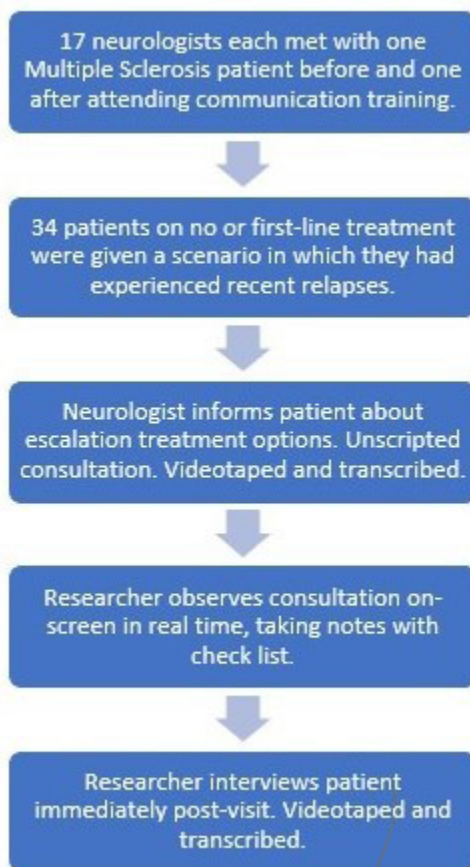 17 neurologists each met with one
Multiple Sclerosis patient before and one
after attending communication training.
34 patients on no or first-line treatment
were given a scenario in which they had
experienced recent relapses.
Neurologist informs patient about
escalation treatment options. Unscripted
consultation. Videotaped and transcribed.
Researcher observes consultation on-
screen in real time, taking notes with
check list.
Researcher interviews patient
immediately post-visit. Videotaped and
transcribed.